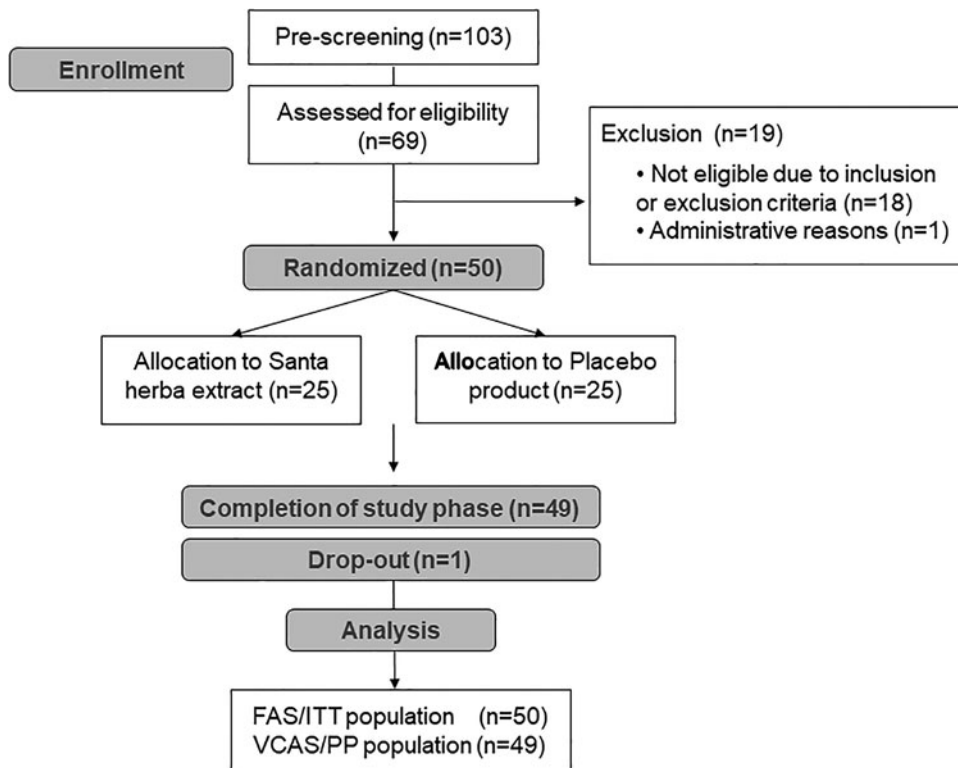 Pre-screening (n=103)
Enrollment
Assessed for eligibility
(n=69)
Exclusion (n=19)
• Not eligible due to inclusion
or exclusion criteria (n=18)
• Administrative reasons (n=1)
Randomized (n=50)
Allocation to Santa
herba extract (n=25)
Allocation to Placebo
product (n=25)
Completion of study phase (n=49)
Drop-out (n=1)
Analysis
FAS/ITT population (n=50)
VCAS/PP population (n=49)